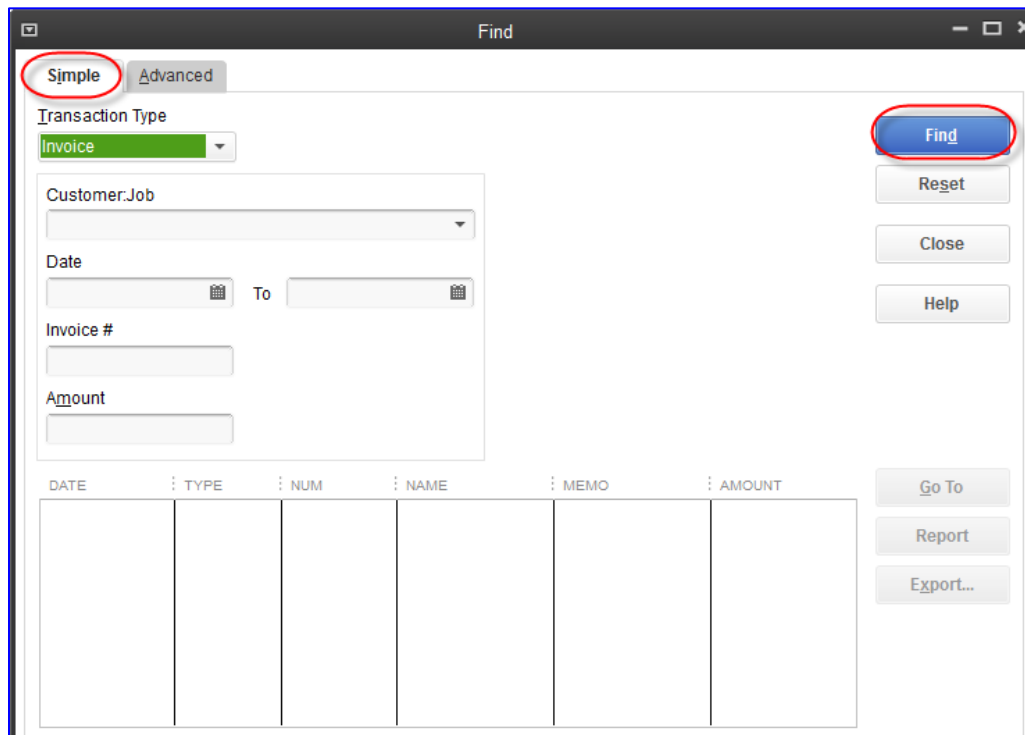 Find
Simple Advanced
Transaction Type
Invoice
Find
Reset
Close
Help
Customer:Job
Date
To
Invoice #
Amount
DATE TYPE NUM NAME MEMO AMOUNT
Go To
Report
Export...